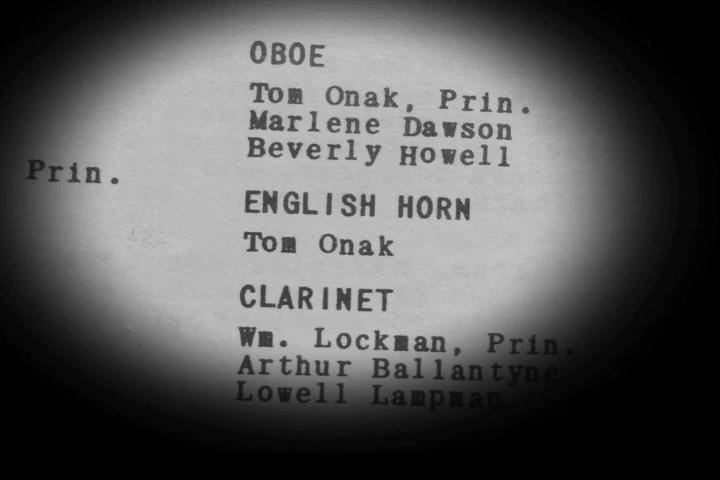 OBOE
Tom Onak, Prin.
Marlene Dawson
Beverly Howell
Prin.
ENGLISH HORN
Tom Onak
CLARINET
Wm. Lockman, Prin.
Arthur Ballantyne
Lowell Lampman